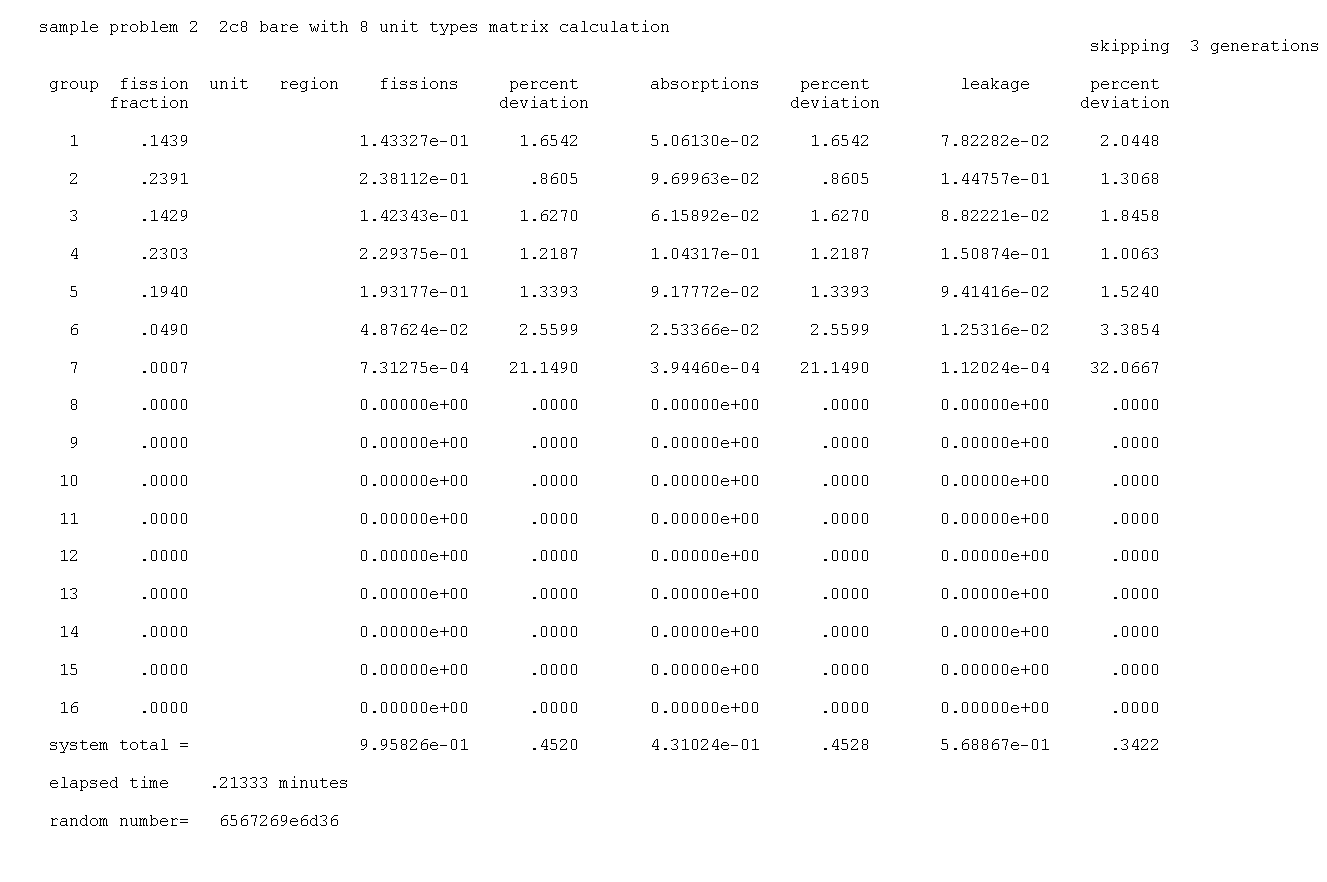 sample problem 2  2c8 bare with 8 unit types matrix calculation
skipping  3 generations
group  fission  unit   region    fissions     percent       absorptions    percent        leakage      percent
fraction                               deviation                    deviation                    deviation
1      .1439                 1.43327e-01     1.6542       5.06130e-02     1.6542       7.82282e-02     2.0448
2      .2391                 2.38112e-01      .8605       9.69963e-02      .8605       1.44757e-01     1.3068
3      .1429                 1.42343e-01     1.6270       6.15892e-02     1.6270       8.82221e-02     1.8458
4      .2303                 2.29375e-01     1.2187       1.04317e-01     1.2187       1.50874e-01     1.0063
5      .1940                 1.93177e-01     1.3393       9.17772e-02     1.3393       9.41416e-02     1.5240
6      .0490                 4.87624e-02     2.5599       2.53366e-02     2.5599       1.25316e-02     3.3854
7      .0007                 7.31275e-04    21.1490       3.94460e-04    21.1490       1.12024e-04    32.0667
8      .0000                 0.00000e+00      .0000       0.00000e+00      .0000       0.00000e+00      .0000
9      .0000                 0.00000e+00      .0000       0.00000e+00      .0000       0.00000e+00      .0000
10      .0000                 0.00000e+00      .0000       0.00000e+00      .0000       0.00000e+00      .0000
11      .0000                 0.00000e+00      .0000       0.00000e+00      .0000       0.00000e+00      .0000
12      .0000                 0.00000e+00      .0000       0.00000e+00      .0000       0.00000e+00      .0000
13      .0000                 0.00000e+00      .0000       0.00000e+00      .0000       0.00000e+00      .0000
14      .0000                 0.00000e+00      .0000       0.00000e+00      .0000       0.00000e+00      .0000
15      .0000                 0.00000e+00      .0000       0.00000e+00      .0000       0.00000e+00      .0000
16      .0000                 0.00000e+00      .0000       0.00000e+00      .0000       0.00000e+00      .0000
system total =                 9.95826e-01      .4520       4.31024e-01      .4528       5.68867e-01      .3422
elapsed time    .21333 minutes
random number=   6567269e6d36